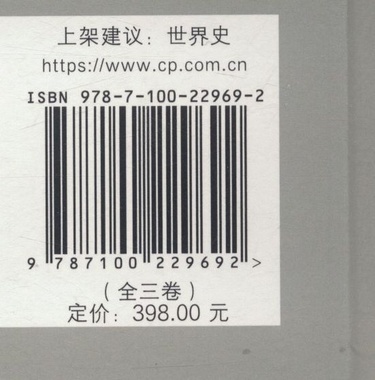 上架建议：世界史
https://www.cp.com.cn
ISBN 978-7-100-22969-2
9 787100 229692 >
（全三卷）
定价：398.00 元